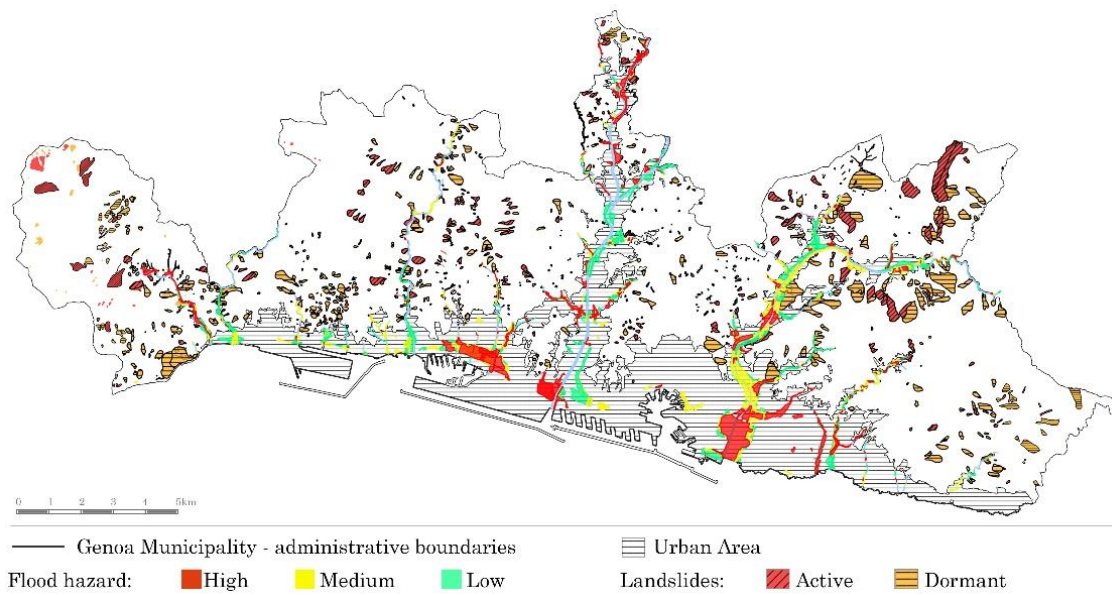 0 1 2 3 4 5km
Genoa Municipality - administrative boundaries Urban Area
Flood hazard: High Medium Low Landslides: Active Dormant